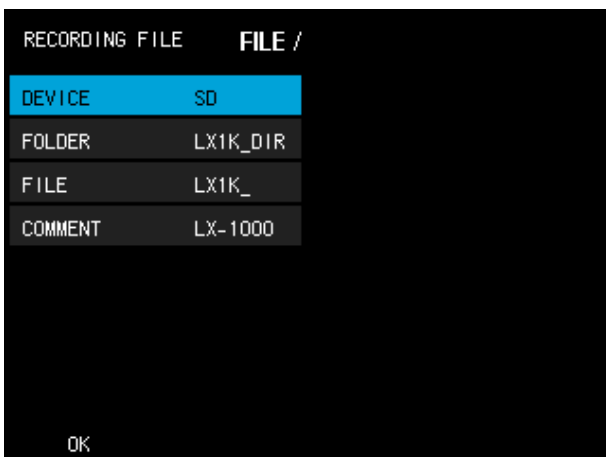 RECORDING FILE FILE /
DEVICE SD
FOLDER LX1K_DIR
FILE LX1K_
COMMENT LX-1000
OK